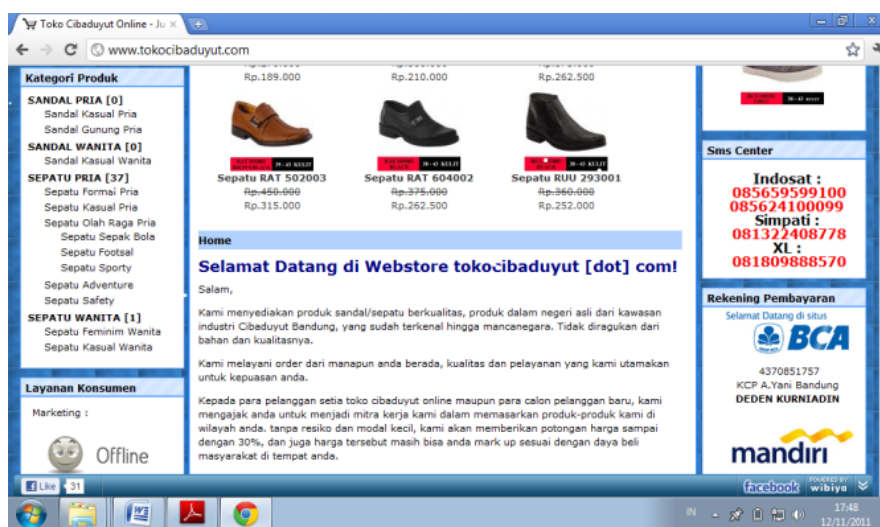 Toko Cibaduyut Online - Ju
www.tokocibaduyut.com
Kategori Produk
SANDAL PRIA [0]
Sandal Kasual Pria
Sandal Gunung Pria
SANDAL WANITA [0]
Sandal Kasual Wanita
SEPATU PRIA [37]
Sepatu Formal Pria
Sepatu Kasual Pria
Sepatu Olah Raga Pria
Sepatu Sepak Bola
Sepatu Footsal
Sepatu Sporty
Sepatu Adventure
Sepatu Safety
SEPATU WANITA [1]
Sepatu Feminim Wanita
Sepatu Kasual Wanita
Layanan Konsumen
Marketing :
Offline
Rp.189.000 Rp.210.000 Rp.262.500
38-43 KULIT
Sepatu RAT 502003 Sepatu RAT 604002 Sepatu RUU 293001
Rp.450.000 Rp.375.000 Rp.360.000
Rp.315.000 Rp.262.500 Rp.252.000
Home
Selamat Datang di Webstore tokocibaduyut [dot] com!
Salam,
Kami menyediakan produk sandal/sepatu berkualitas, produk dalam negeri asli dari kawasan
industri Cibaduyut Bandung, yang sudah terkenal hingga mancanegara. Tidak diragukan dari
bahan dan kualitasnya.
Kami melayani order dari manapun anda berada, kualitas dan pelayanan yang kami utamakan
untuk kepuasan anda.
Kepada para pelanggan setia toko cibaduyut online maupun para calon pelanggan baru, kami
mengajak anda untuk menjadi mitra kerja kami dalam memasarkan produk-produk kami di
wilayah anda. tanpa resiko dan modal kecil, kami akan memberikan potongan harga sampai
dengan 30%, dan juga harga tersebut masih bisa anda mark up sesuai dengan daya beli
masyarakat di tempat anda.
Sms Center
Indosat :
085659599100
085624100099
Simpati :
081322408778
XL :
081809888570
Rekening Pembayaran
Selamat Datang di situs
BCA
4370851757
KCP A.Yani Bandung
DEDEN KURNIADIN
mandiri
Like 31
facebook POWERED BY wibiya
IN 17:48
12/11/2011